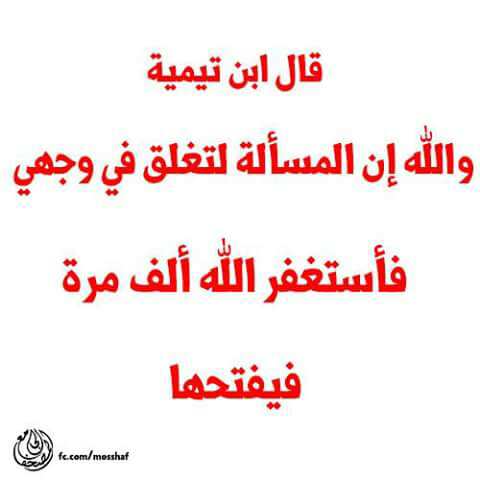 قال ابن تيمية
والله إن المسألة لتغلق في وجهي
فأستغفر الله ألف مرة
فيفتحها
fc.com/mosshaf